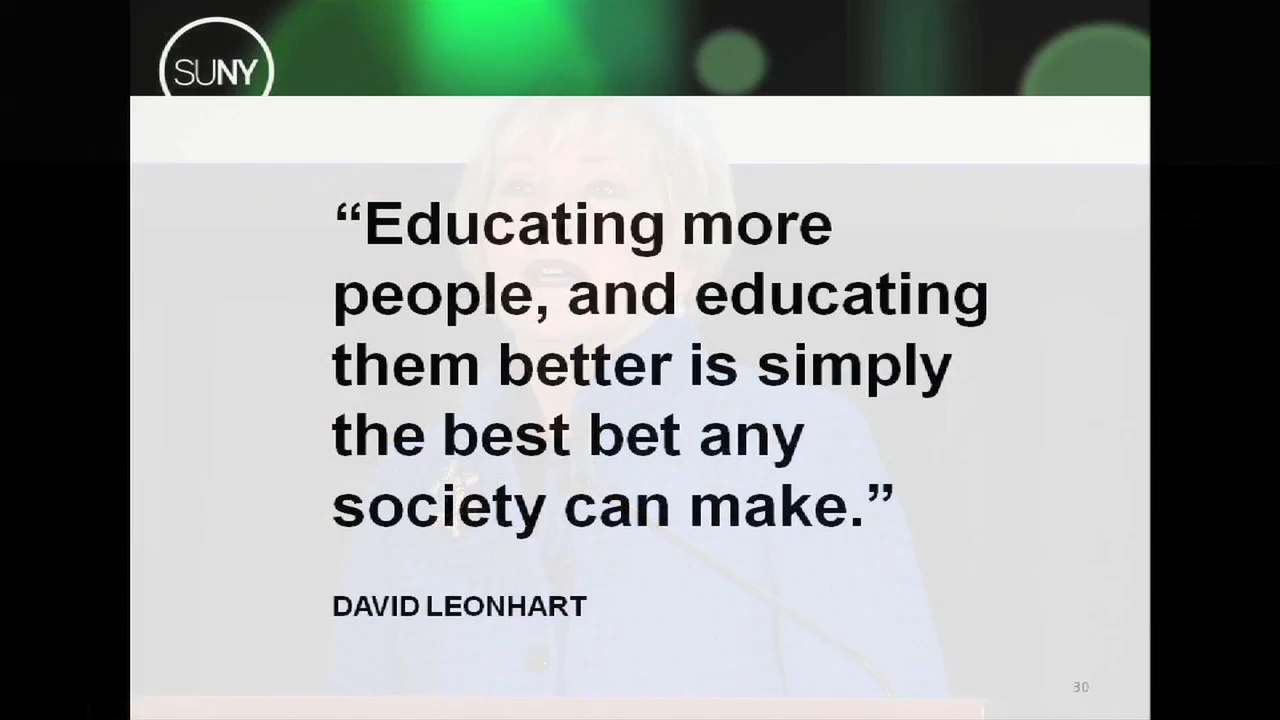 SUNY
“Educating more
people, and educating
them better is simply
the best bet any
society can make.”
DAVID LEONHART
30